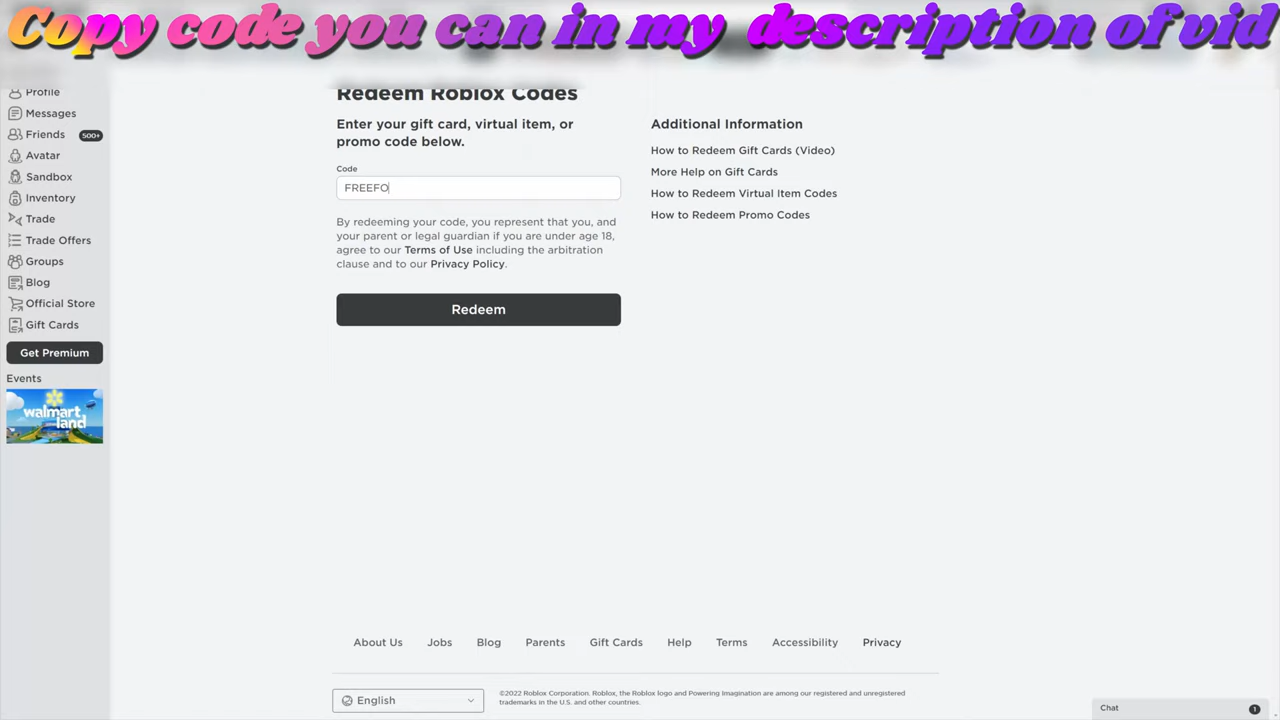 Copy code you can in my description of vid
Profile
Messages
Friends 500+
Avatar
Sandbox
Inventory
Trade
Trade Offers
Groups
Blog
Official Store
Gift Cards
Get Premium
Events
walmart
land
Redeem Roblox Codes
Enter your gift card, virtual item, or
promo code below.
Code
FREEFO
By redeeming your code, you represent that you, and
your parent or legal guardian if you are under age 18,
agree to our Terms of Use including the arbitration
clause and to our Privacy Policy.
Redeem
Additional Information
How to Redeem Gift Cards (Video)
More Help on Gift Cards
How to Redeem Virtual Item Codes
How to Redeem Promo Codes
About Us Jobs Blog Parents Gift Cards Help Terms Accessibility Privacy
English
©2022 Roblox Corporation. Roblox, the Roblox logo and Powering Imagination are among our registered and unregistered
trademarks in the U.S. and other countries.
Chat 1